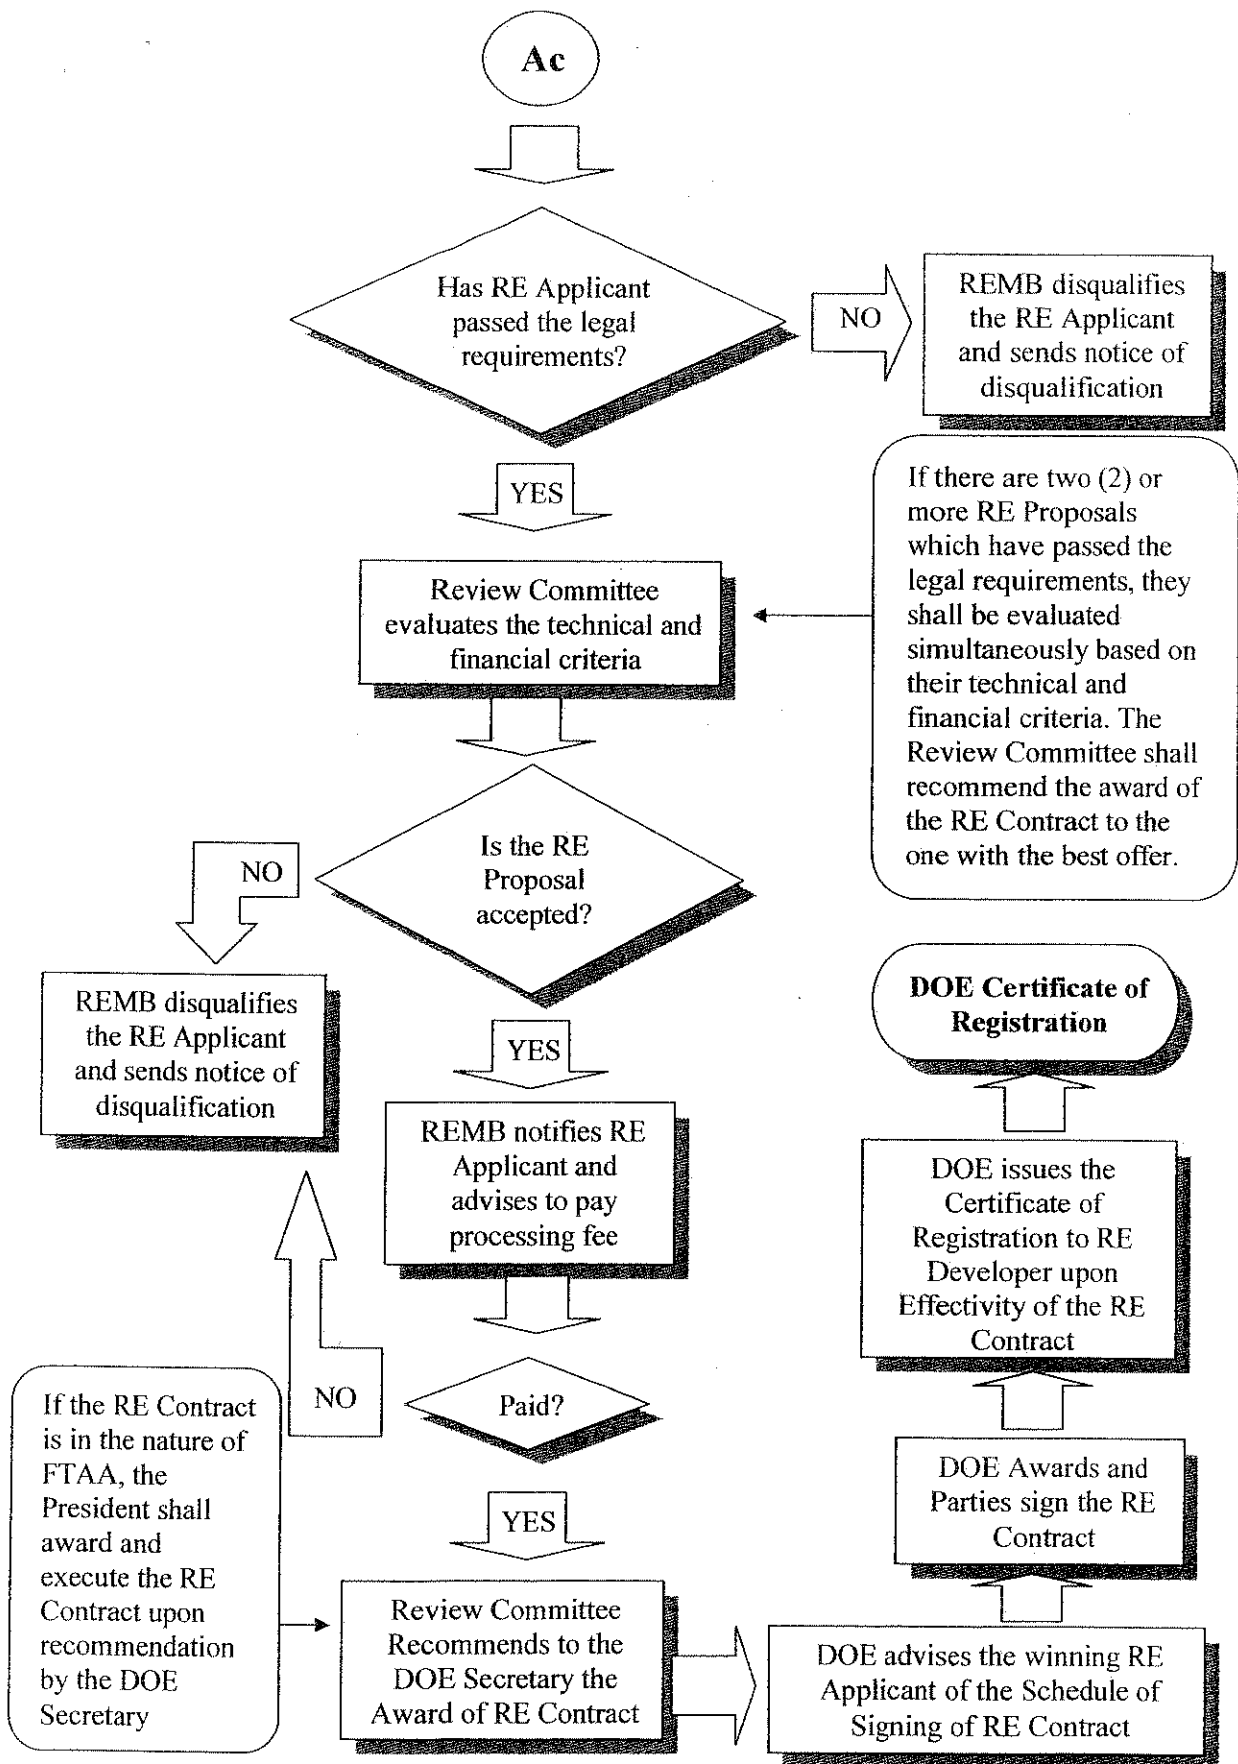 Ac
Has RE Applicant
passed the legal
requirements?
NO
REMB disqualifies
the RE Applicant
and sends notice of
disqualification
YES
If there are two (2) or
more RE Proposals
which have passed the
legal requirements, they
shall be evaluated
simultaneously based on
their technical and
financial criteria. The
Review Committee shall
recommend the award of
the RE Contract to the
one with the best offer.
Review Committee
evaluates the technical and
financial criteria
Is the RE
Proposal
accepted?
NO
REMB disqualifies
the RE Applicant
and sends notice of
disqualification
YES
REMB notifies RE
Applicant and
advises to pay
processing fee
Paid?
NO
YES
If the RE Contract
is in the nature of
FTAA, the
President shall
award and
execute the RE
Contract upon
recommendation
by the DOE
Secretary
Review Committee
Recommends to the
DOE Secretary the
Award of RE Contract
DOE advises the winning RE
Applicant of the Schedule of
Signing of RE Contract
DOE Awards and
Parties sign the RE
Contract
DOE issues the
Certificate of
Registration to RE
Developer upon
Effectivity of the RE
Contract
DOE Certificate of
Registration